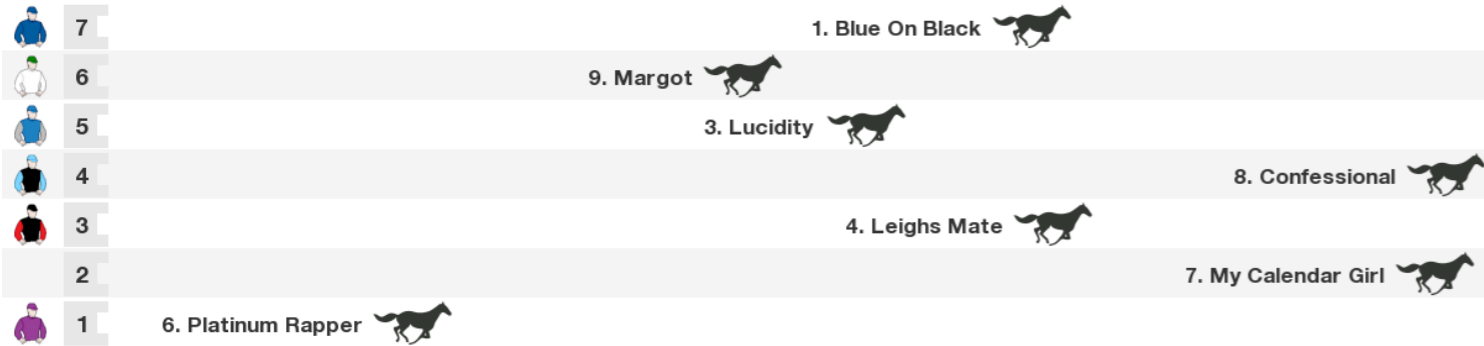 7 1. Blue On Black
6 9. Margot
5 3. Lucidity
4 8. Confessional
3 4. Leighs Mate
2 7. My Calendar Girl
1 6. Platinum Rapper